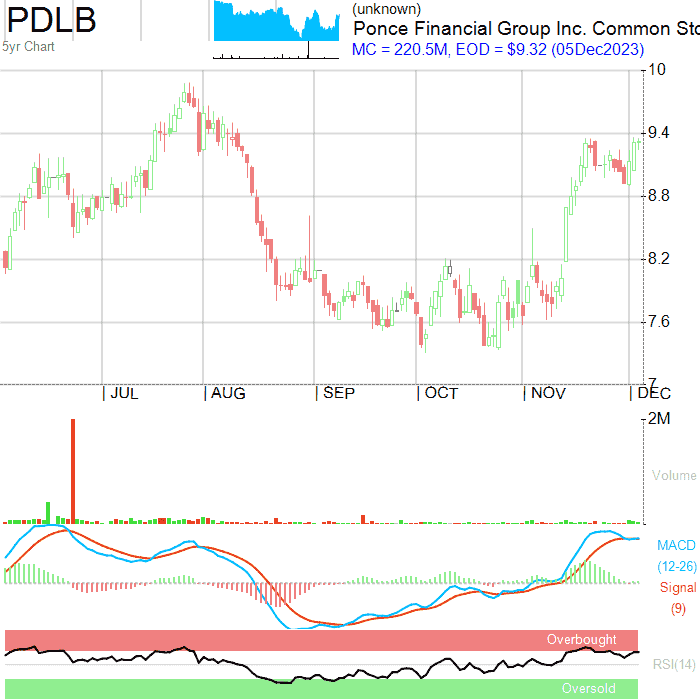 PDLB
5yr Chart
(unknown)
Ponce Financial Group Inc. Common Sto
MC = 220.5M, EOD = $9.32 (05Dec2023)
10
9.4
8.8
8.2
7.6
7
| JUL | AUG | SEP | OCT | NOV | DEC
2M
Volume
MACD
(12-26)
Signal
(9)
Overbought
RSI(14)
Oversold